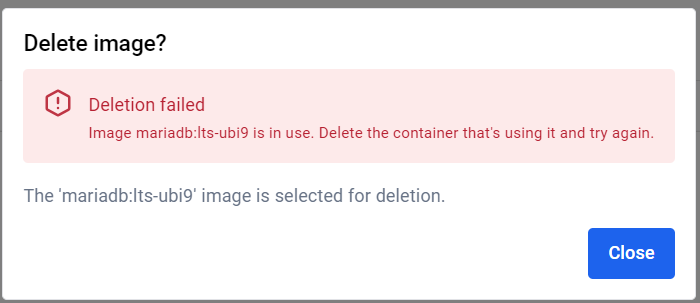 Delete image?
Deletion failed
Image mariadb:lts-ubi9 is in use. Delete the container that's using it and try again.
The 'mariadb:lts-ubi9' image is selected for deletion.
Close